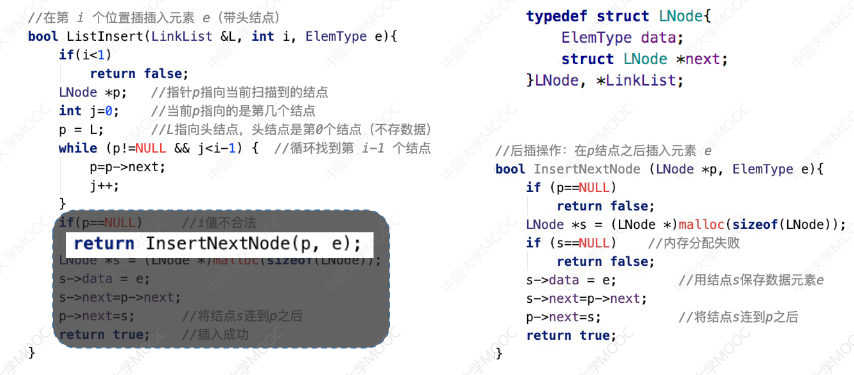 //在第 i 个位置插插入元素 e（带头结点）
bool ListInsert(LinkList &L, int i, ElemType e){
if(i<1)
return false;
LNode *p; //指针p指向当前扫描到的结点
int j=0; //当前p指向的是第几个结点
p = L; //L指向头结点，头结点是第0个结点（不存数据）
while (p!=NULL && j<i-1) { //循环找到第 i-1 个结点
p=p->next;
j++;
}
if(p==NULL) //i值不合法
return InsertNextNode(p, e);
LNode *s = (LNode *)malloc(sizeof(LNode));
s->data = e;
s->next=p->next;
p->next=s; //将结点s连到p之后
return true; //插入成功
}
typedef struct LNode{
ElemType data;
struct LNode *next;
}LNode, *LinkList;
//后插操作：在p结点之后插入元素 e
bool InsertNextNode (LNode *p, ElemType e){
if (p==NULL)
return false;
LNode *s = (LNode *)malloc(sizeof(LNode));
if (s==NULL) //内存分配失败
return false;
s->data = e; //用结点s保存数据元素e
s->next=p->next;
p->next=s; //将结点s连到p之后
return true;
}
中国大学MOOC